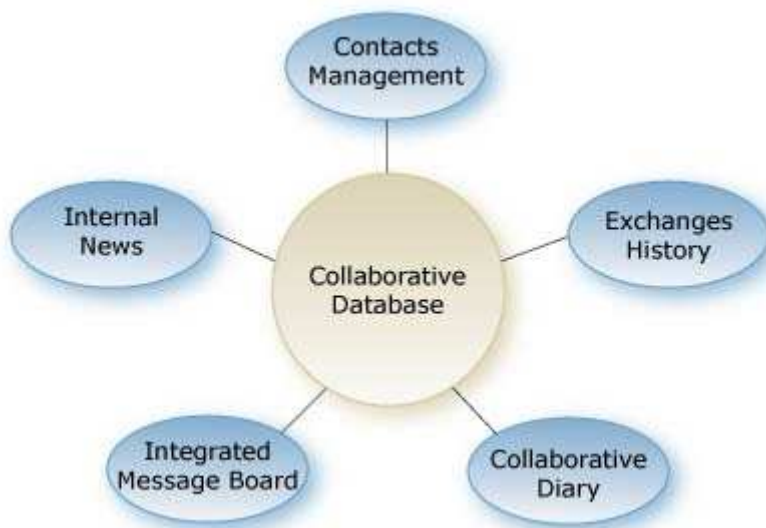 Contacts
Management
Internal
News
Exchanges
History
Collaborative
Database
Integrated
Message Board
Collaborative
Diary